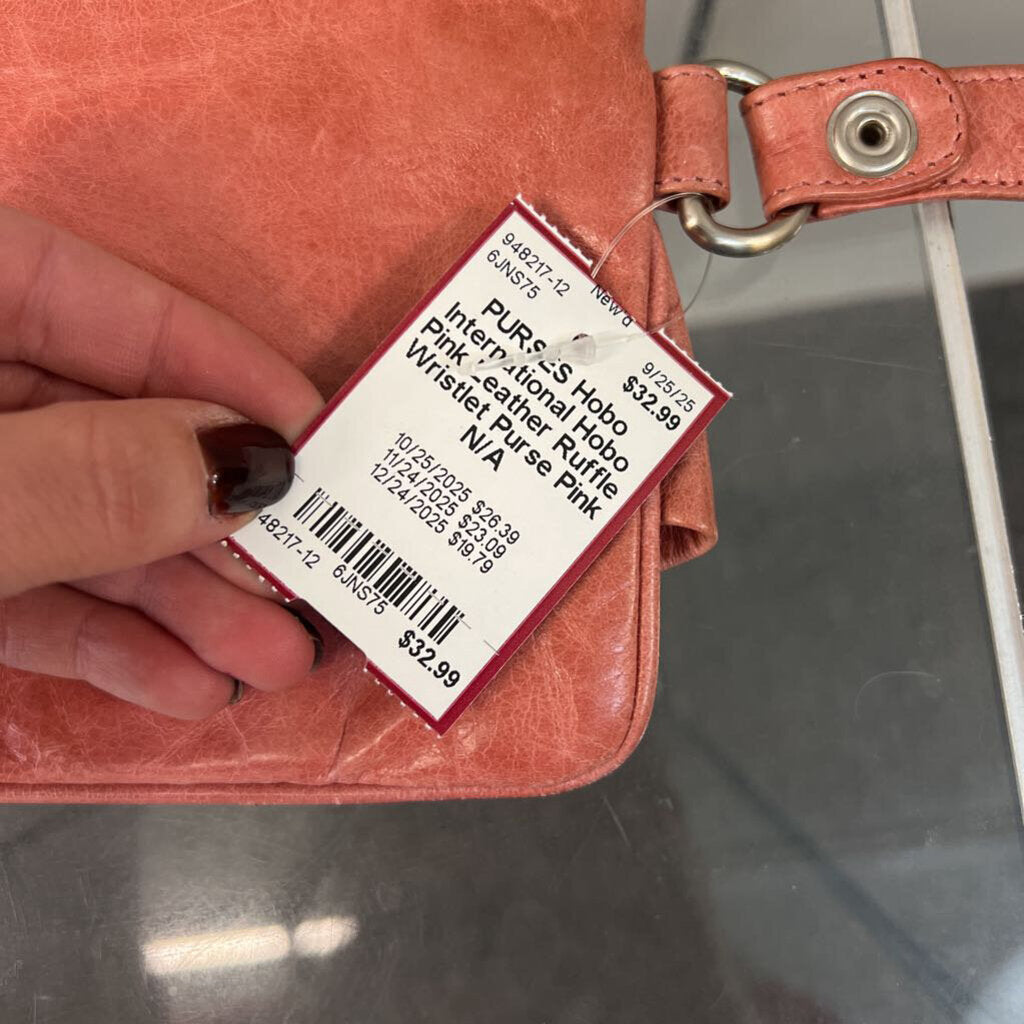 948217-12
6JNS75
New'd
9/25/25
$32.99
PURSES Hobo
International Hobo
Pink Leather Ruffle
Wristlet Purse Pink
N/A
10/25/2025 $26.39
11/24/2025 $23.09
12/24/2025 $19.79
48217-12 6JNS75
$32.99